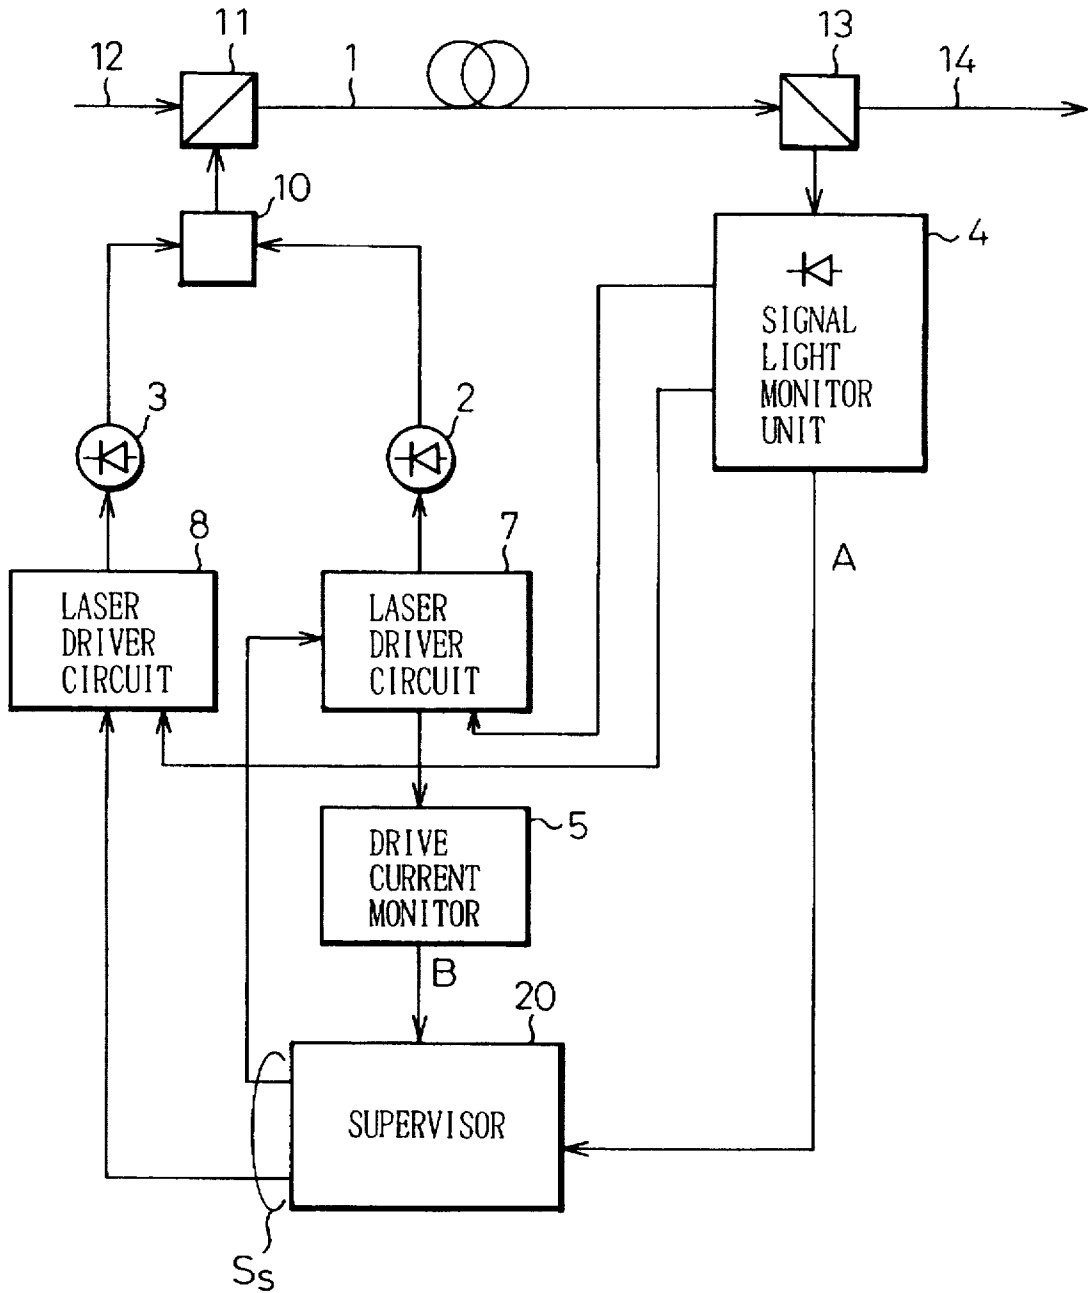 11
12
1
13
14
10
4
SIGNAL
LIGHT
MONITOR
UNIT
3
2
8
7
A
LASER
DRIVER
CIRCUIT
LASER
DRIVER
CIRCUIT
5
DRIVE
CURRENT
MONITOR
B
20
SUPERVISOR
Ss